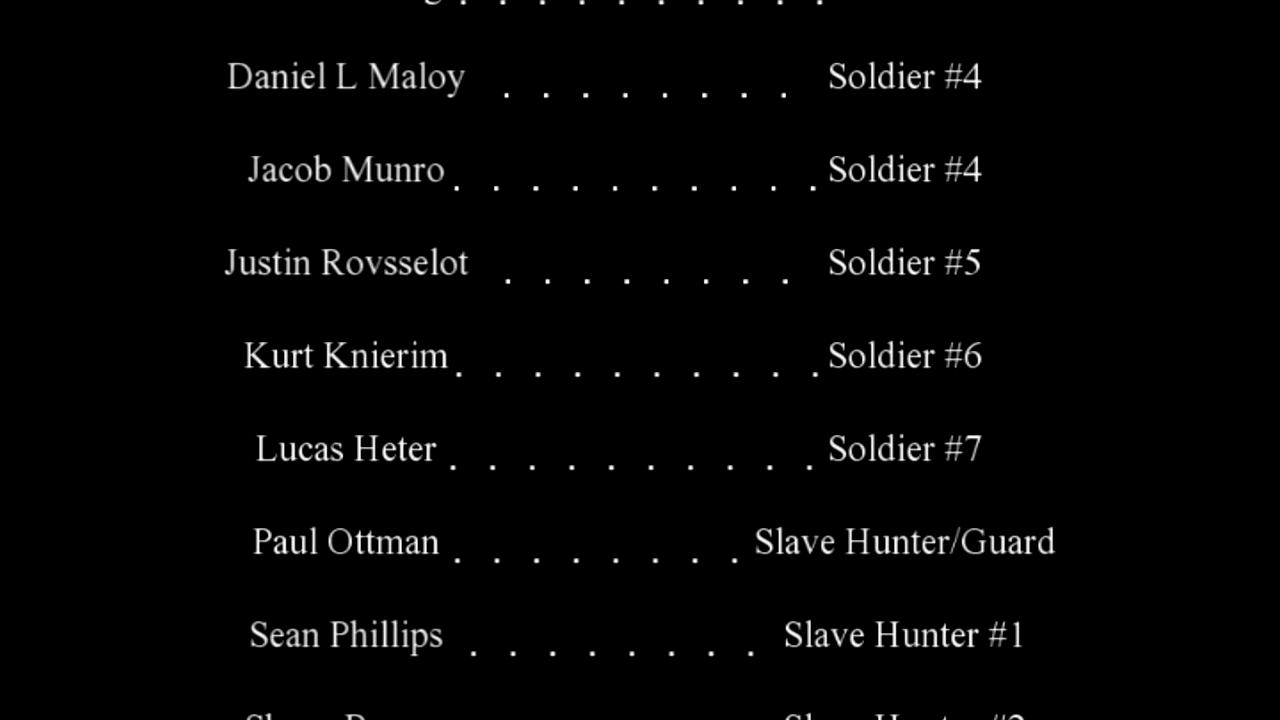 Daniel L Maloy . . . . . . . . Soldier #4
Jacob Munro . . . . . . . . . . Soldier #4
Justin Rovsselot . . . . . . . . Soldier #5
Kurt Knierim . . . . . . . . . . Soldier #6
Lucas Heter . . . . . . . . . . Soldier #7
Paul Ottman . . . . . . . . Slave Hunter/Guard
Sean Phillips . . . . . . . . Slave Hunter #1